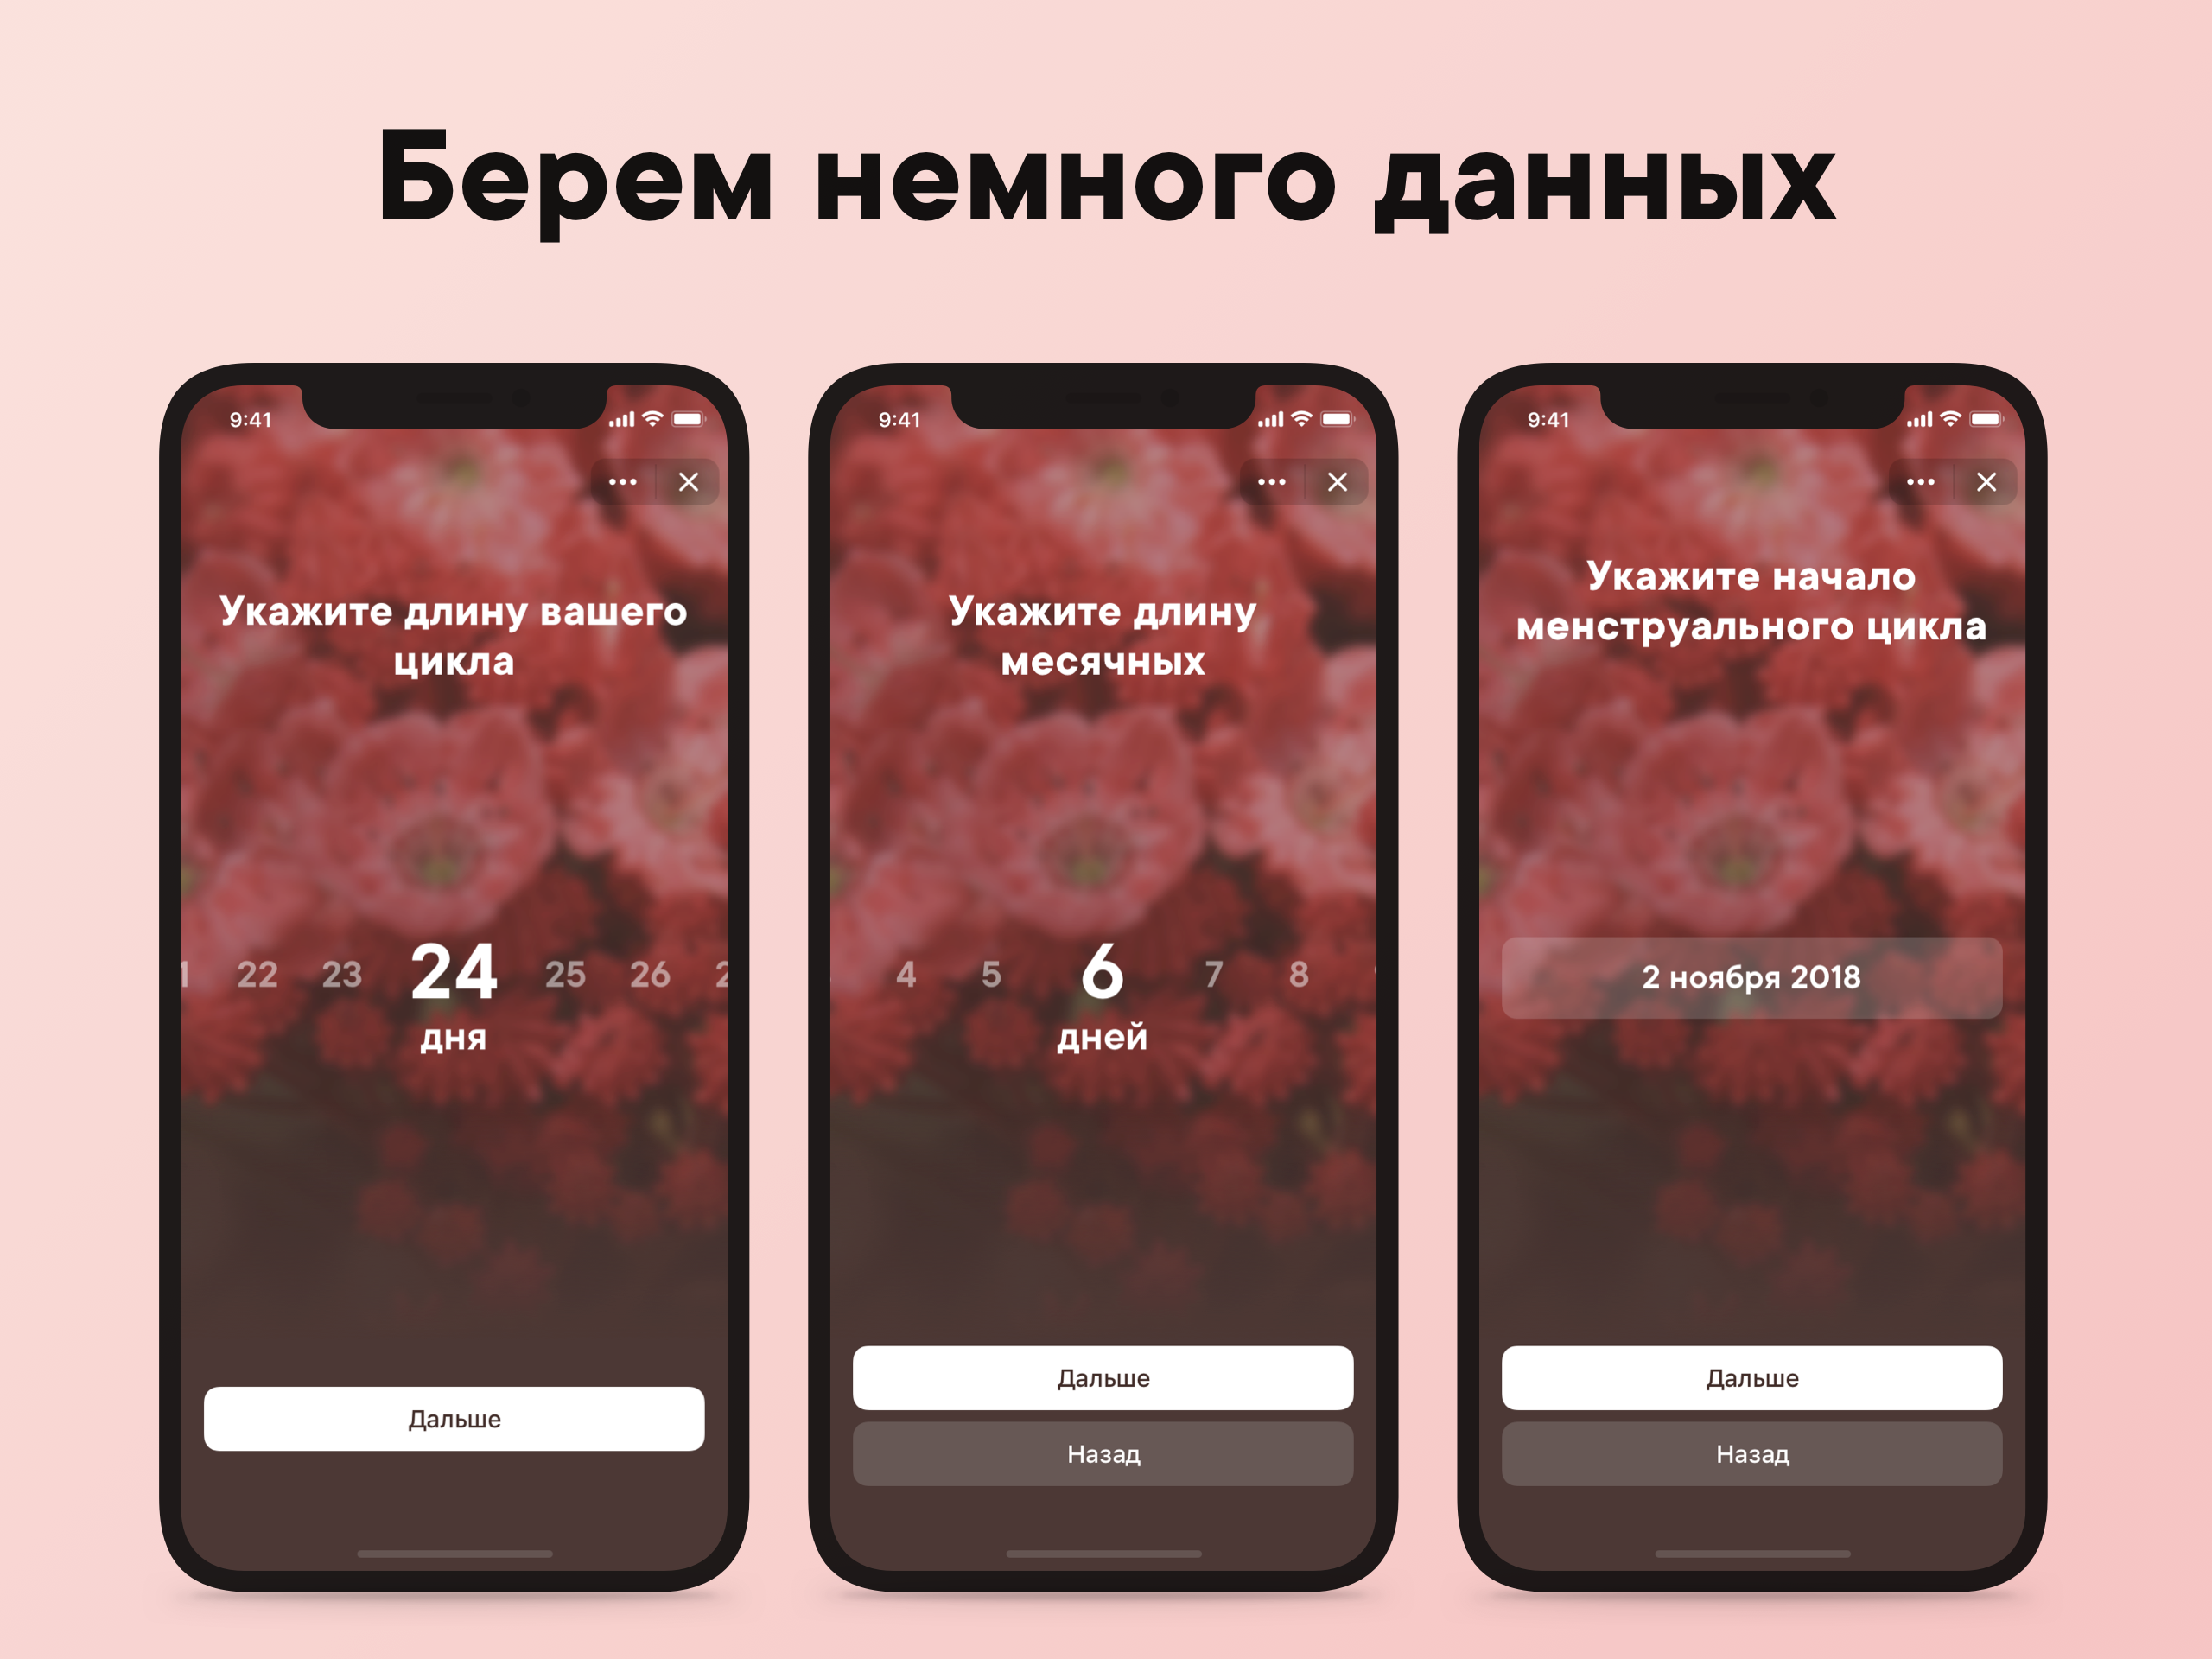 Берем немного данных
9:41
Укажите длину вашего
цикла
22 23 24 25 26
дня
Дальше
9:41
Укажите длину
месячных
4 5 6 7 8
дней
Дальше
Назад
9:41
Укажите начало
менструального цикла
2 ноября 2018
Дальше
Назад